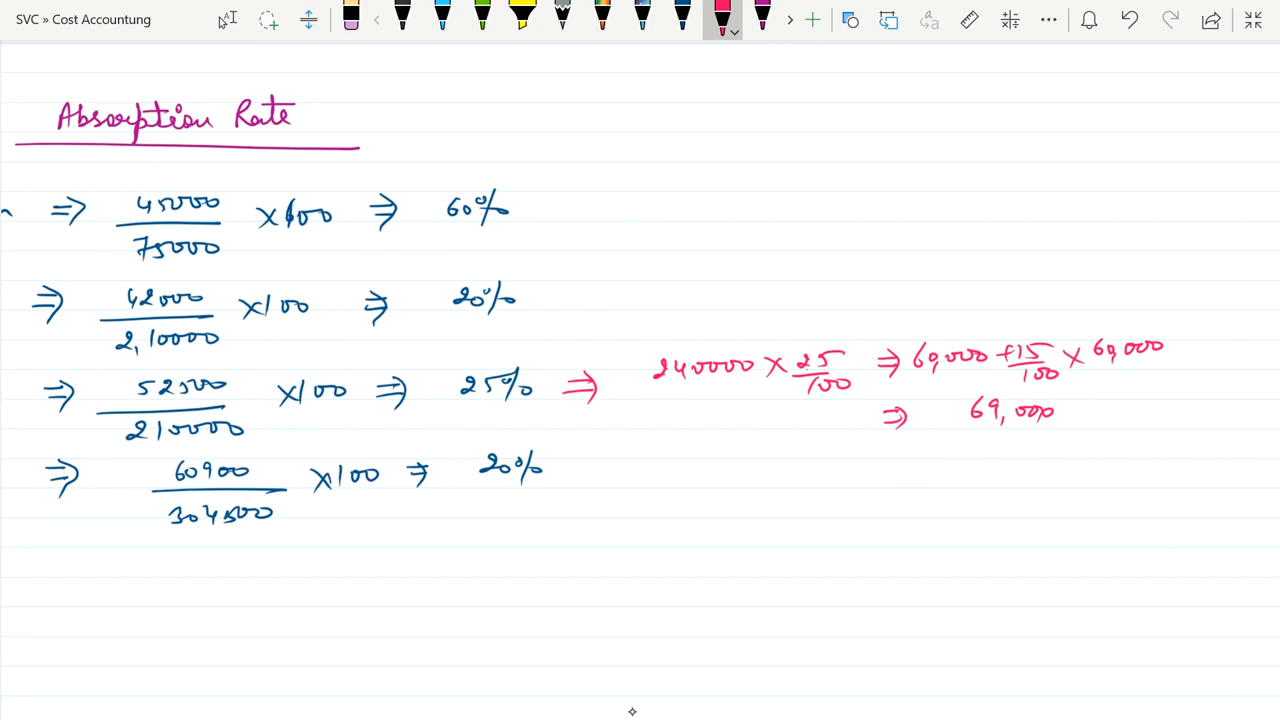 SVC » Cost Accountung
Absorption Rate
⇒ 45000 / 75000 × 100 ⇒ 60%
⇒ 42000 / 2,10000 × 100 ⇒ 20%
⇒ 52500 / 210000 × 100 ⇒ 25% ⇒ 240000 × 25/100 ⇒ 60,000 + 15/100 × 60,000
⇒ 69,000
⇒ 60900 / 304500 × 100 ⇒ 20%